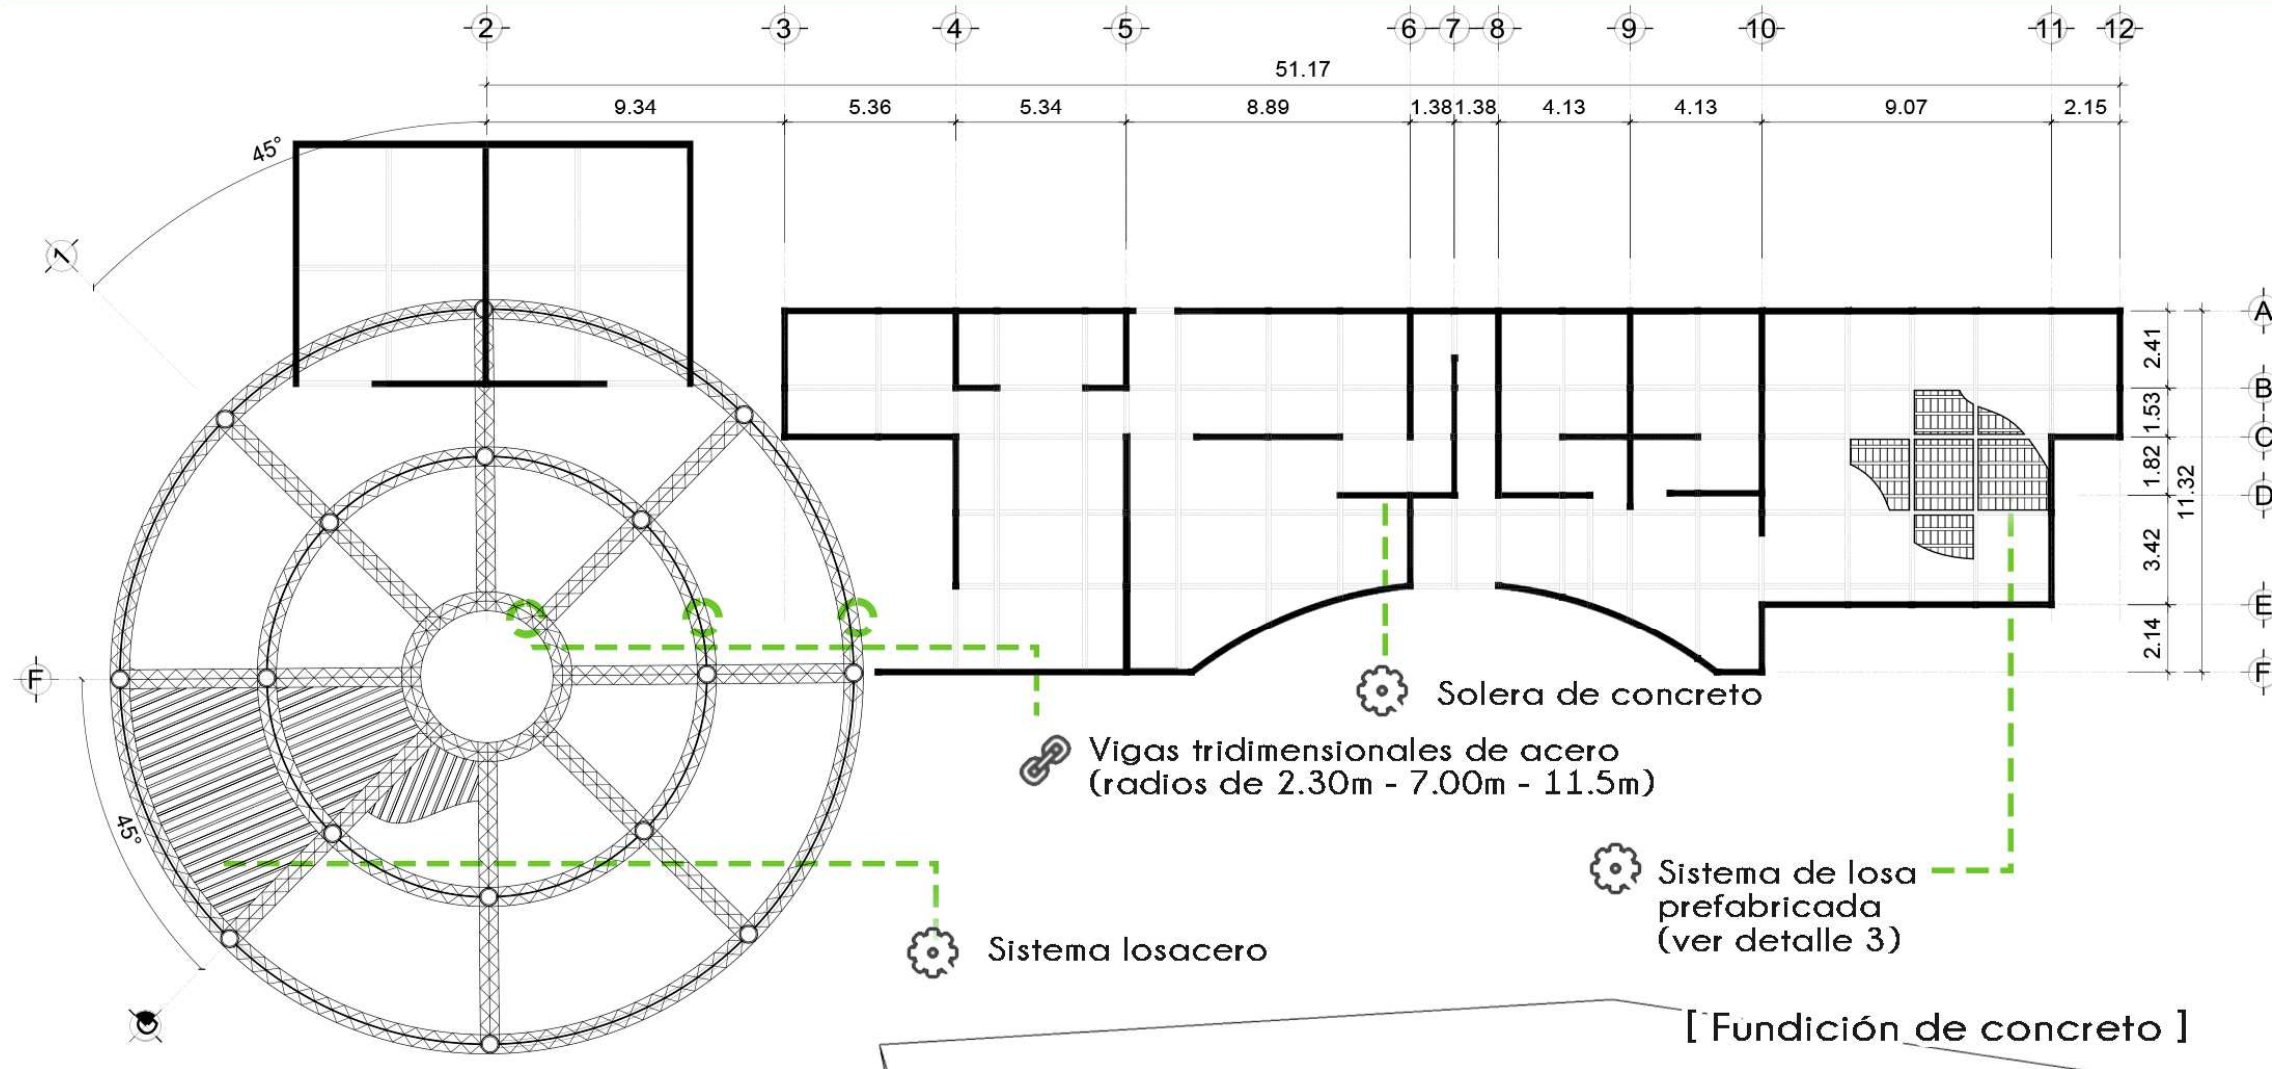 2 3 4 5 6 7 8 9 10 11 12
51.17
9.34 5.36 5.34 8.89 1.38 1.38 4.13 4.13 9.07 2.15
45°
1
A
2.41
B
1.53
C
1.82
D
11.32
3.42
E
2.14
F
F
45°
Solera de concreto
Vigas tridimensionales de acero
(radios de 2.30m - 7.00m - 11.5m)
Sistema de losa
prefabricada
(ver detalle 3)
Sistema losacero
[ Fundición de concreto ]